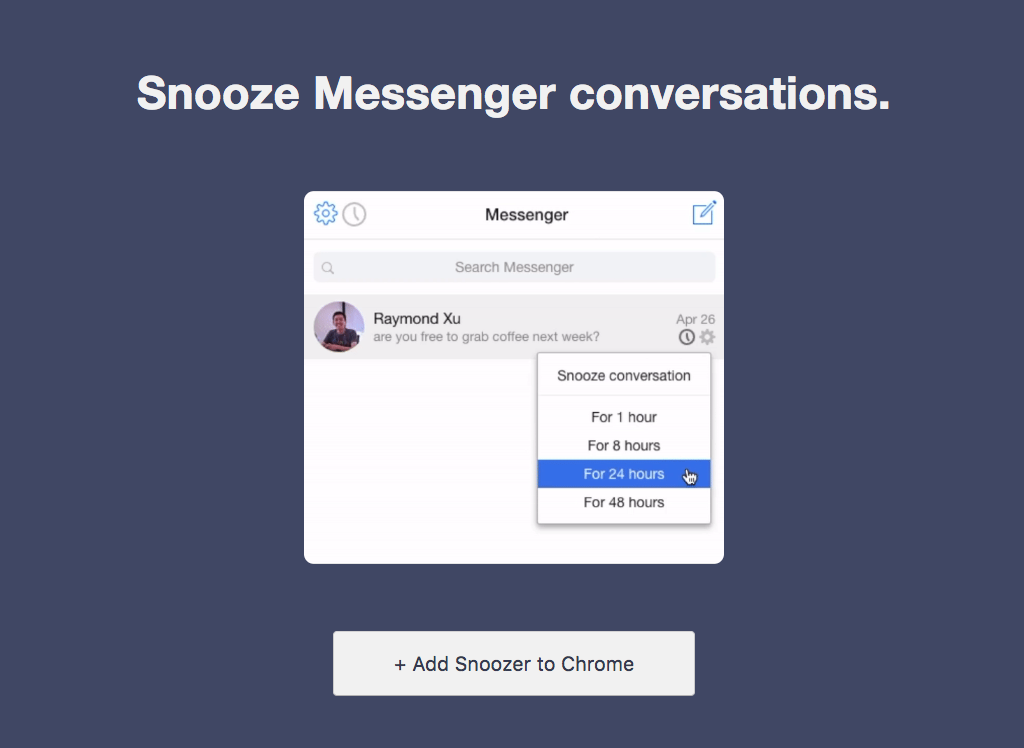 Snooze Messenger conversations.
Messenger
Search Messenger
Raymond Xu
Apr 26
are you free to grab coffee next week?
Snooze conversation
For 1 hour
For 8 hours
For 24 hours
For 48 hours
+ Add Snoozer to Chrome